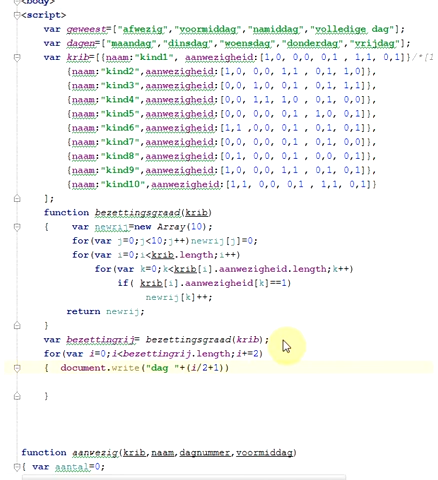 <body>
<script>
var geweest=["afwezig","voormiddag","namiddag","volledige dag"];
var dagen=["maandag","dinsdag","woensdag","donderdag","vrijdag"];
var krib=[{naam:"kind1", aanwezigheid:[1,0, 0,0, 0,1 , 1,1, 0,1]}/*[1
{naam:"kind2",aanwezigheid:[1,0, 0,0, 1,1 , 0,1, 1,0]},
{naam:"kind3",aanwezigheid:[1,0, 0,0, 0,1 , 0,1, 0,1]},
{naam:"kind4",aanwezigheid:[0,0, 1,1, 1,0 , 0,1, 0,0]},
{naam:"kind5",aanwezigheid:[1,0, 0,0, 0,1 , 0,1, 0,0]},
{naam:"kind6",aanwezigheid:[1,1 ,0,0, 0,1 , 0,1, 0,1]},
{naam:"kind7",aanwezigheid:[0,0, 0,0, 0,1 , 0,1, 0,1]},
{naam:"kind8",aanwezigheid:[0,1, 0,0, 0,1 , 0,0, 0,1]},
{naam:"kind9",aanwezigheid:[1,0, 0,0, 0,1 , 1,1, 0,1]},
{naam:"kind10",aanwezigheid:[1,1, 0,0, 0,1 , 1,1, 0,1]}
];
function bezettingsgraad(krib)
{ var newrij=new Array(10);
for(var j=0;j<10;j++)newrij[j]=0;
for(var i=0;i<krib.length;i++)
for(var k=0;k<krib[i].aanwezigheid.length;k++)
if( krib[i].aanwezigheid[k]==1)
newrij[k]++;
return newrij;
}
var bezettingrij= bezettingsgraad(krib);
for(var i=0;i<bezettingrij.length;i+=2)
{ document.write("dag "+(i/2+1))
}
function aanwezig(krib,naam,dagnummer,voormiddag)
{ var aantal=0;